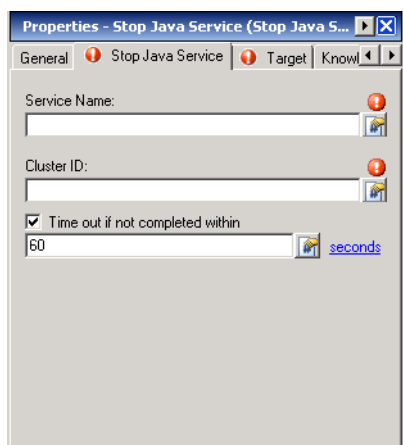 Properties - Stop Java Service (Stop Java S...
General Stop Java Service Target Knowl
Service Name:
Cluster ID:
Time out if not completed within
60 seconds